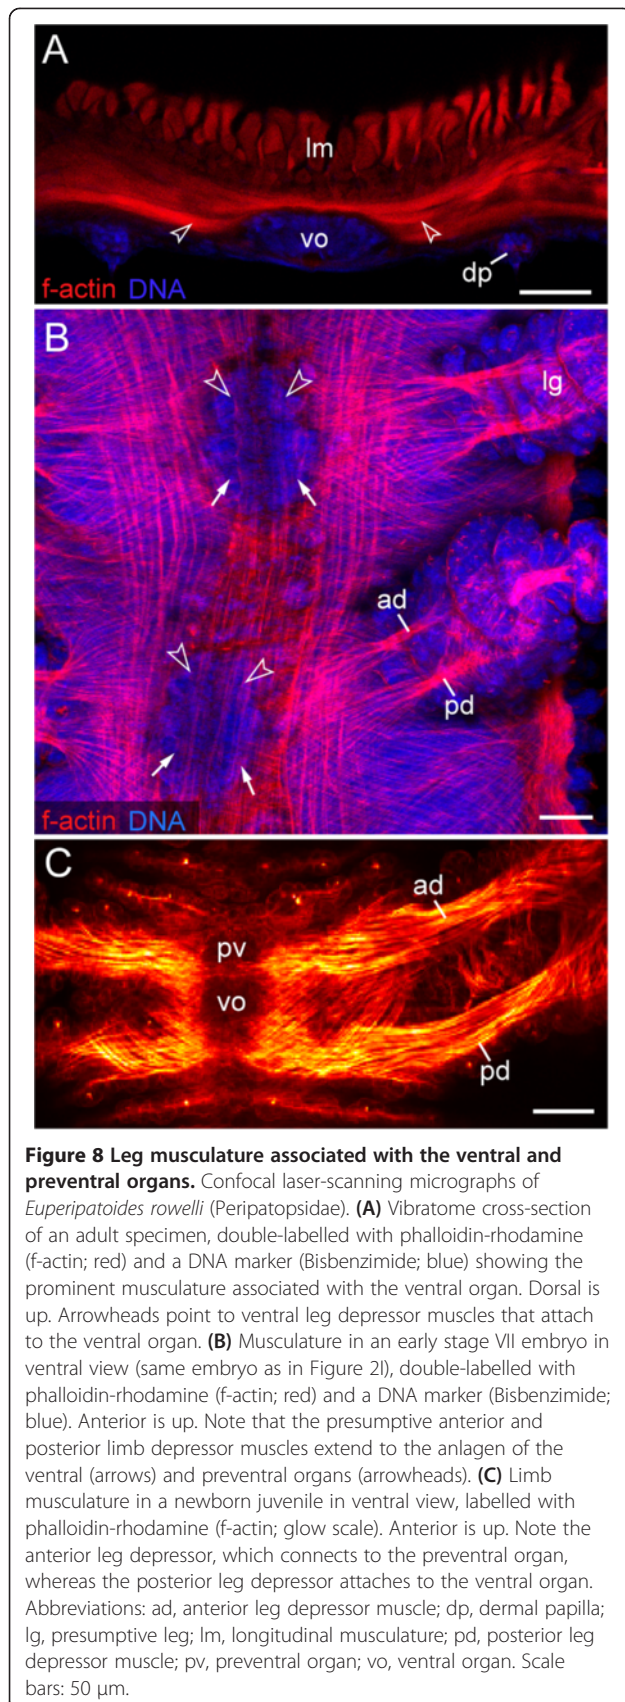 A
lm
vo
dp
f-actin DNA
B
lg
ad
pd
f-actin DNA
C
ad
pv
vo
pd
Figure 8 Leg musculature associated with the ventral and
preventral organs. Confocal laser-scanning micrographs of
Euperipatoides rowelli (Peripatopsidae). (A) Vibratome cross-section
of an adult specimen, double-labelled with phalloidin-rhodamine
(f-actin; red) and a DNA marker (Bisbenzimide; blue) showing the
prominent musculature associated with the ventral organ. Dorsal is
up. Arrowheads point to ventral leg depressor muscles that attach
to the ventral organ. (B) Musculature in an early stage VII embryo in
ventral view (same embryo as in Figure 2I), double-labelled with
phalloidin-rhodamine (f-actin; red) and a DNA marker (Bisbenzimide;
blue). Anterior is up. Note that the presumptive anterior and
posterior limb depressor muscles extend to the anlagen of the
ventral (arrows) and preventral organs (arrowheads). (C) Limb
musculature in a newborn juvenile in ventral view, labelled with
phalloidin-rhodamine (f-actin; glow scale). Anterior is up. Note the
anterior leg depressor, which connects to the preventral organ,
whereas the posterior leg depressor attaches to the ventral organ.
Abbreviations: ad, anterior leg depressor muscle; dp, dermal papilla;
lg, presumptive leg; lm, longitudinal musculature; pd, posterior leg
depressor muscle; pv, preventral organ; vo, ventral organ. Scale
bars: 50 μm.